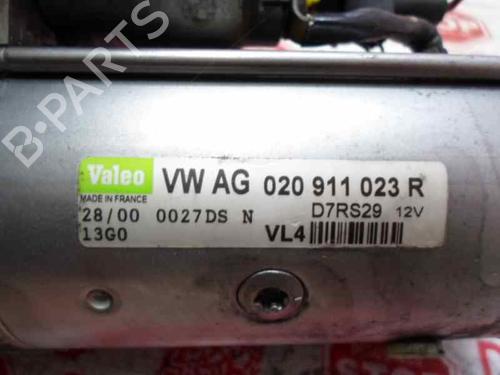 B-PARTS
Valeo VW AG 020 911 023 R
MADE IN FRANCE
D7RS29 12V
28/00 0027DS N
13G0
VL4